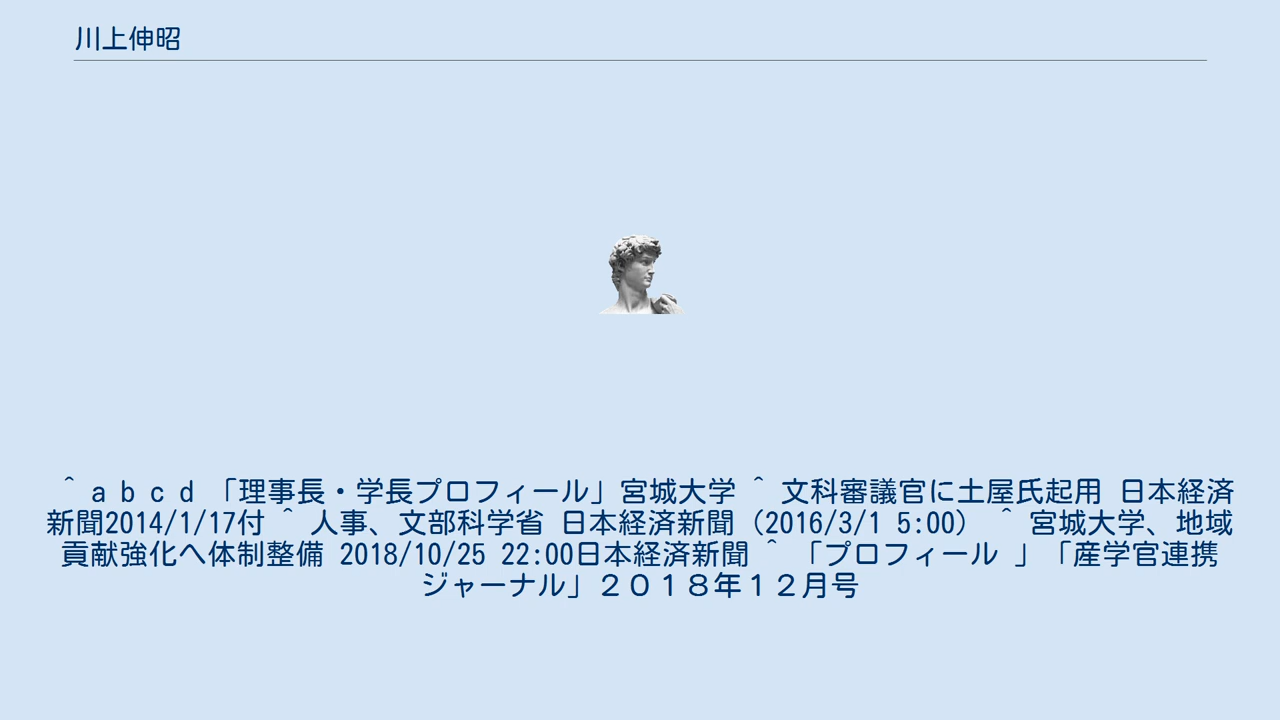 川上伸昭
^ a b c d 「理事長・学長プロフィール」宮城大学 ^ 文科審議官に土屋氏起用 日本経済
新聞2014/1/17付 ^ 人事、文部科学省 日本経済新聞（2016/3/1 5:00） ^ 宮城大学、地域
貢献強化へ体制整備 2018/10/25 22:00日本経済新聞 ^ 「プロフィール 」「産学官連携
ジャーナル」２０１８年１２月号